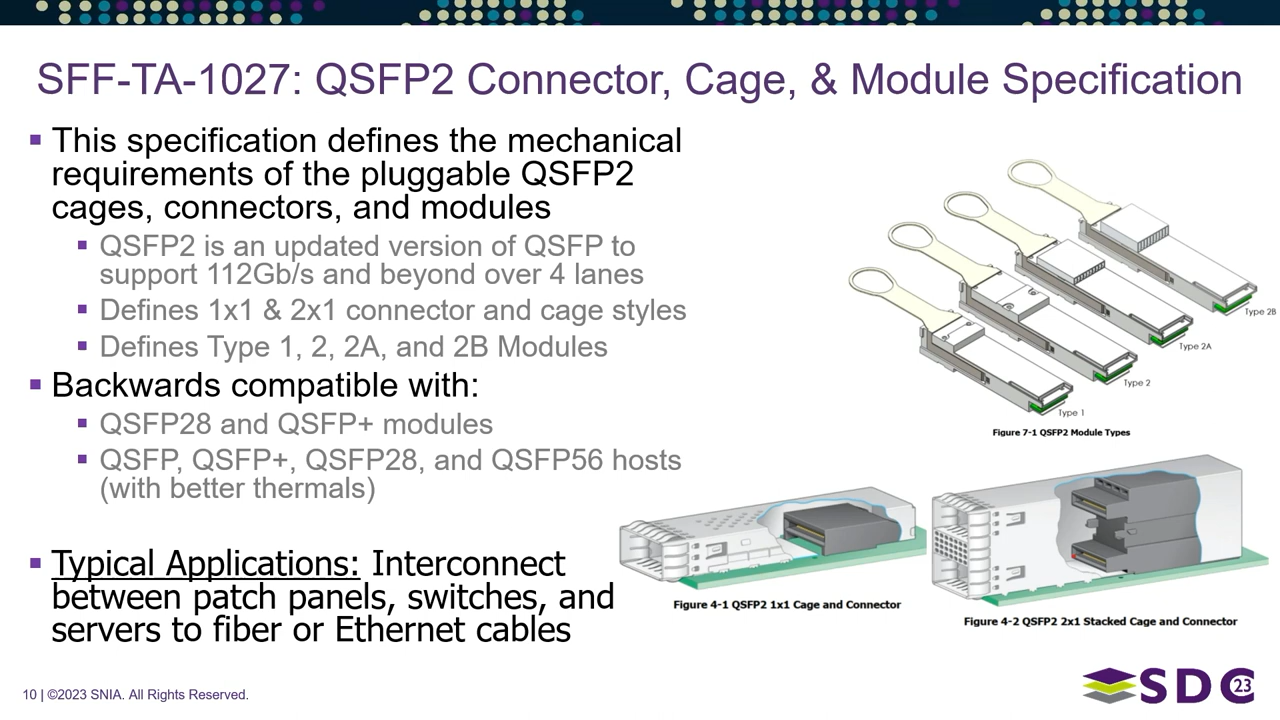 SFF-TA-1027: QSFP2 Connector, Cage, & Module Specification
This specification defines the mechanical
requirements of the pluggable QSFP2
cages, connectors, and modules
QSFP2 is an updated version of QSFP to
support 112Gb/s and beyond over 4 lanes
Defines 1x1 & 2x1 connector and cage styles
Defines Type 1, 2, 2A, and 2B Modules
Backwards compatible with:
QSFP28 and QSFP+ modules
QSFP, QSFP+, QSFP28, and QSFP56 hosts
(with better thermals)
Typical Applications: Interconnect
between patch panels, switches, and
servers to fiber or Ethernet cables
Type 2B
Type 2A
Type 2
Type 1
Figure 7-1 QSFP2 Module Types
Figure 4-1 QSFP2 1x1 Cage and Connector
Figure 4-2 QSFP2 2x1 Stacked Cage and Connector
10 | ©2023 SNIA. All Rights Reserved.
SDC 23